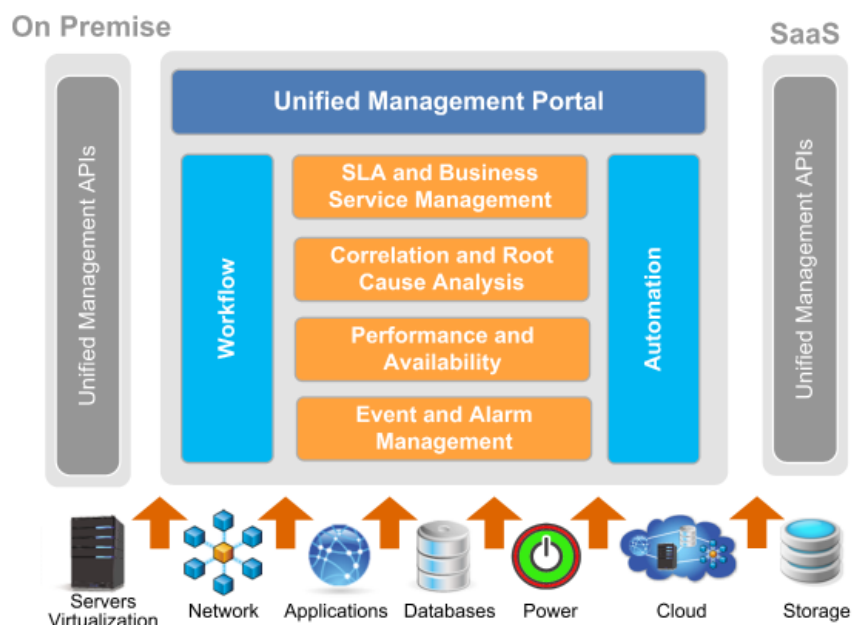 On Premise
SaaS
Unified Management Portal
Unified Management APIs
Workflow
SLA and Business
Service Management
Correlation and Root
Cause Analysis
Performance and
Availability
Event and Alarm
Management
Automation
Unified Management APIs
Servers
Virtualization
Network
Applications
Databases
Power
Cloud
Storage